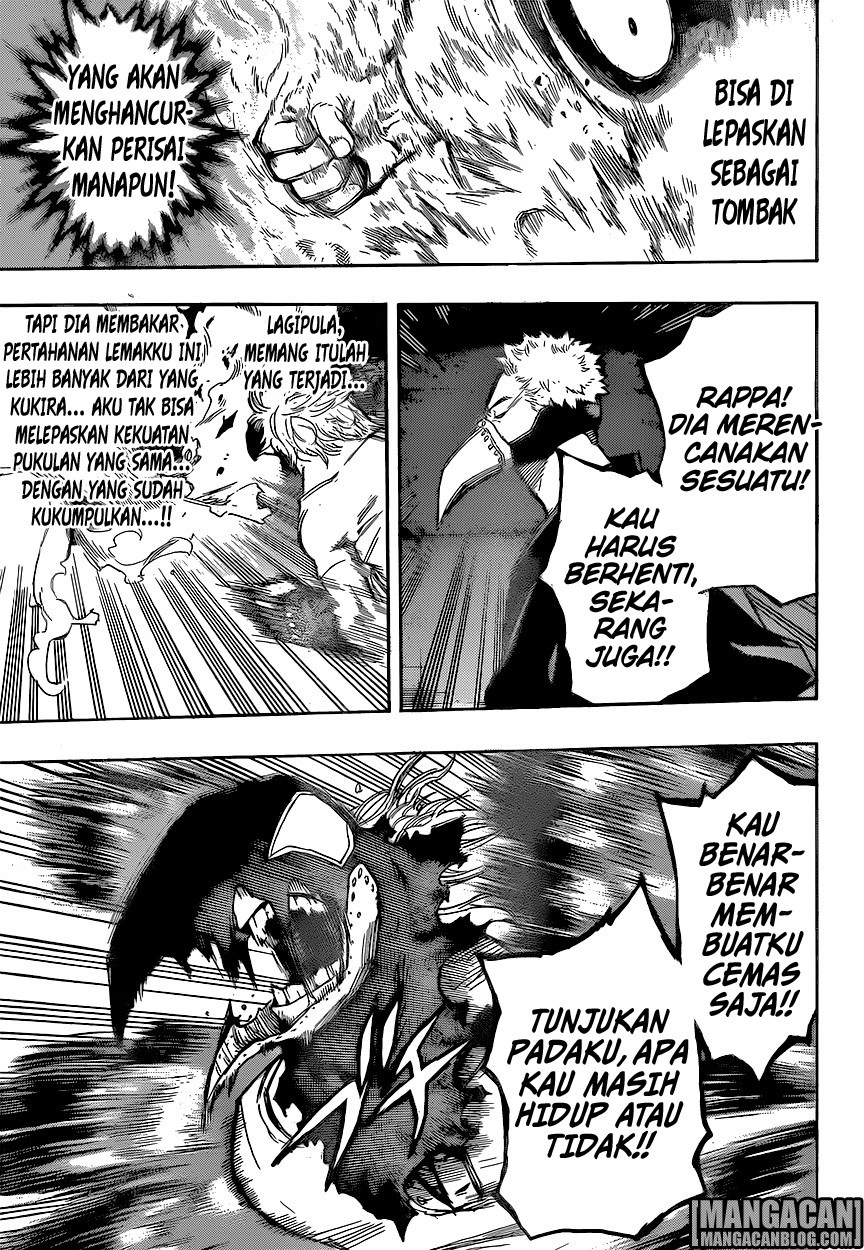 BISA DI
LEPASKAN
SEBAGAI
TOMBAK
YANG AKAN
MENGHANCUR-
KAN PERISAI
MANAPUN!
RAPPA!
DIA MEREN-
CANAKAN
SESUATU!
KAU
HARUS
BERHENTI,
SEKA-
RANG
JUGA!!
LAGIPULA,
MEMANG ITULAH
YANG TERJADI...
TAPI DIA MEMBAKAR
PERTAHANAN LEMAKKU INI
LEBIH BANYAK DARI YANG
KUKIRA... AKU TAK BISA
MELEPASKAN KEKUATAN
PUKULAN YANG SAMA...
DENGAN YANG SUDAH
KUKUMPULKAN...!!
KAU
BENAR-
BENAR
MEM-
BUATKU
CEMAS
SAJA!!
TUNJUKAN
PADAKU, APA
KAU MASIH
HIDUP ATAU
TIDAK!!
[MANGACAN]
MANGACANBLOG.COM